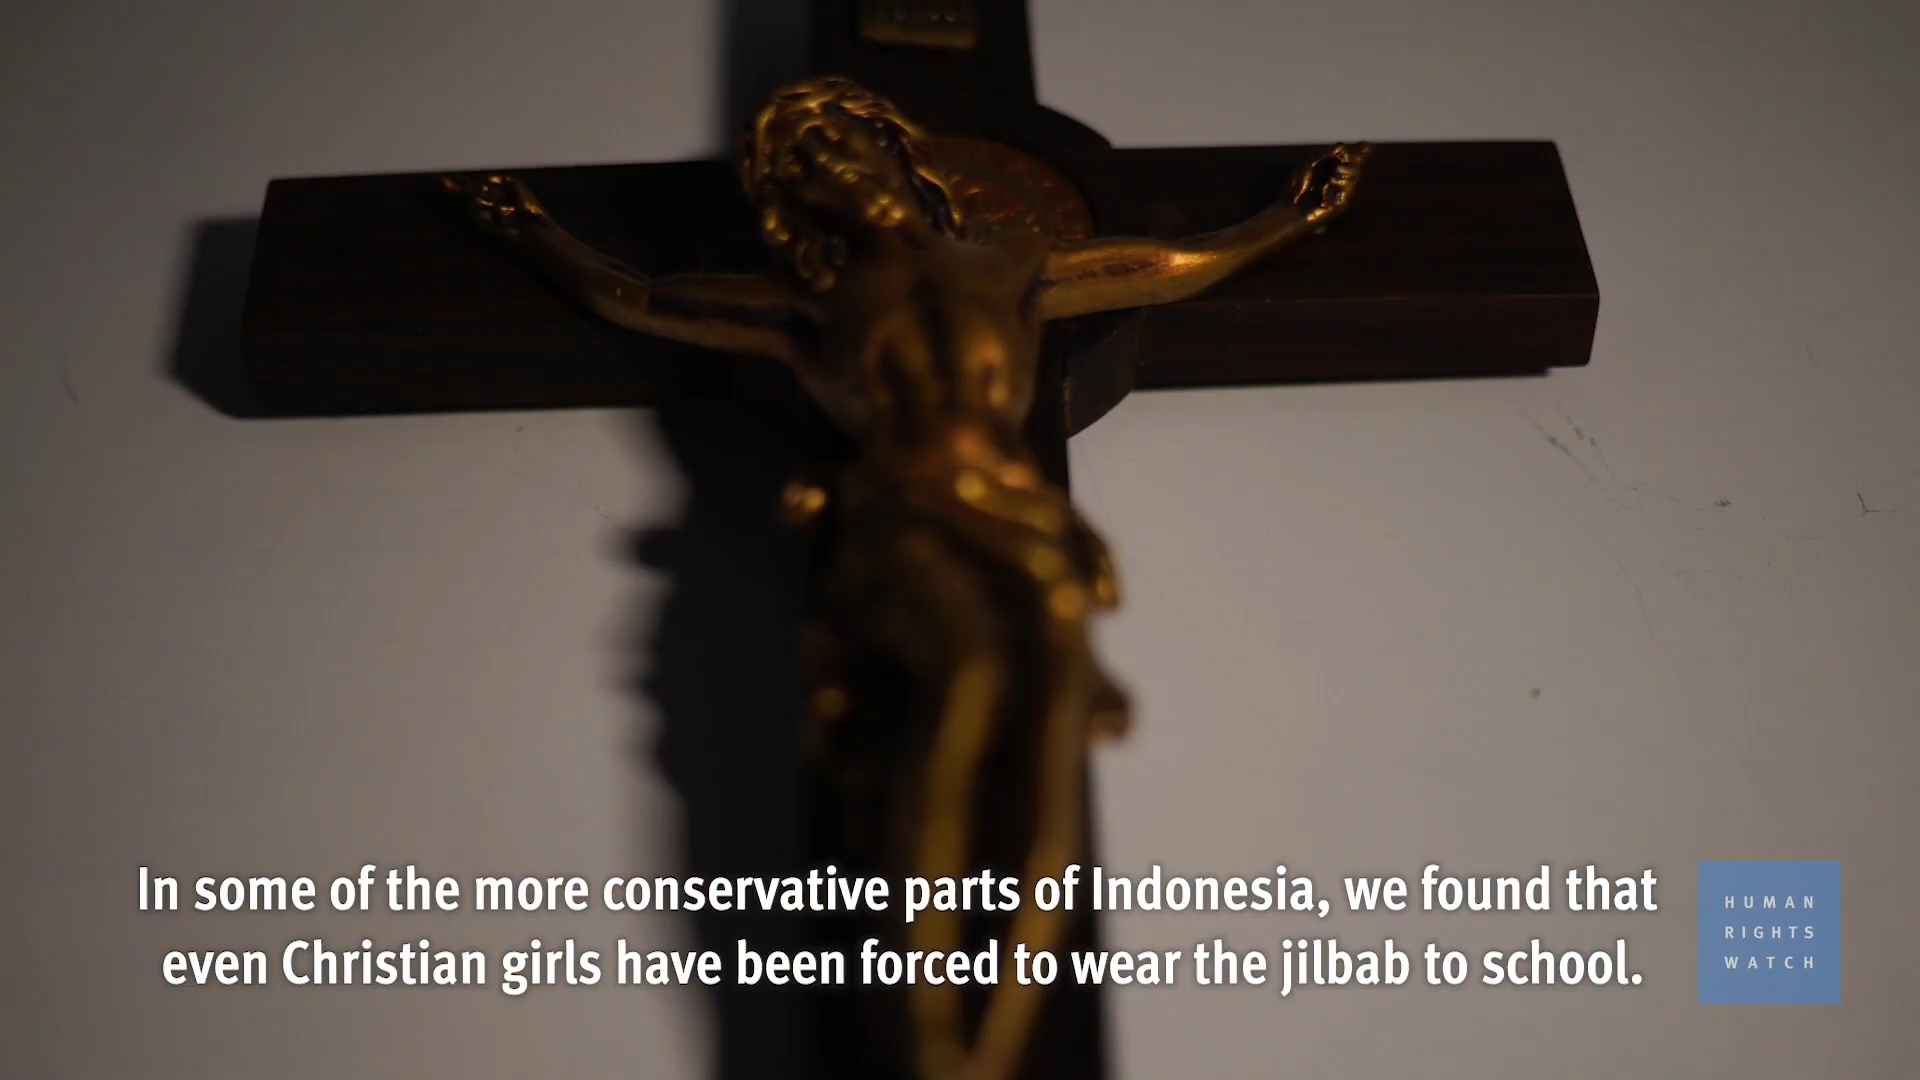 In some of the more conservative parts of Indonesia, we found that
even Christian girls have been forced to wear the jilbab to school.
HUMAN
RIGHTS
WATCH